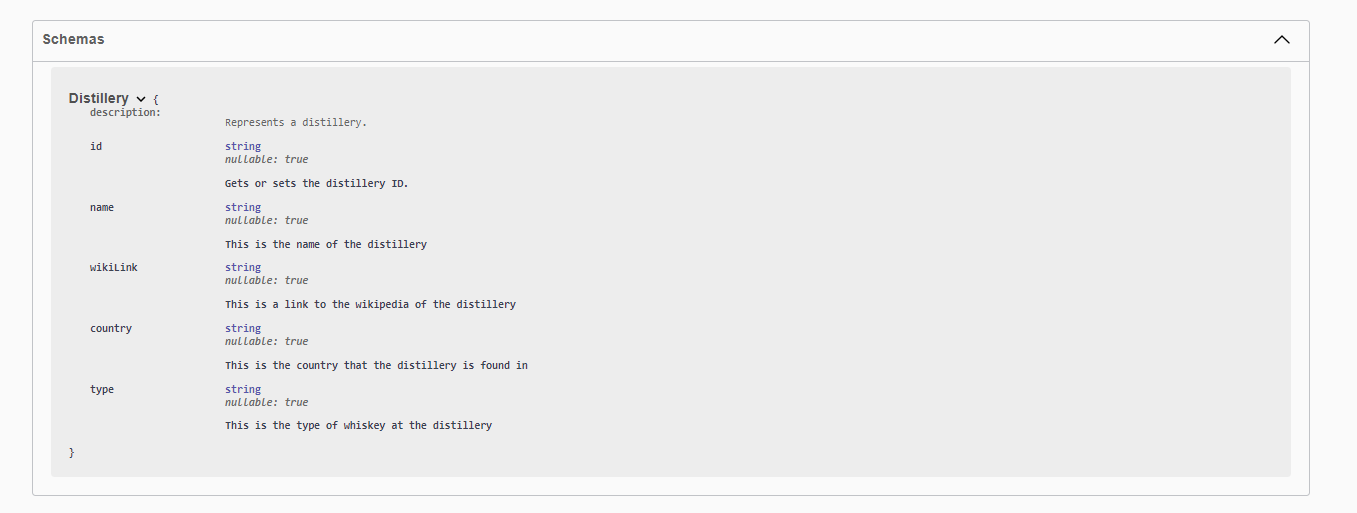 Schemas
Distillery {
description:
Represents a distillery.
id string
nullable: true
Gets or sets the distillery ID.
name string
nullable: true
This is the name of the distillery
wikiLink string
nullable: true
This is a link to the wikipedia of the distillery
country string
nullable: true
This is the country that the distillery is found in
type string
nullable: true
This is the type of whiskey at the distillery
}